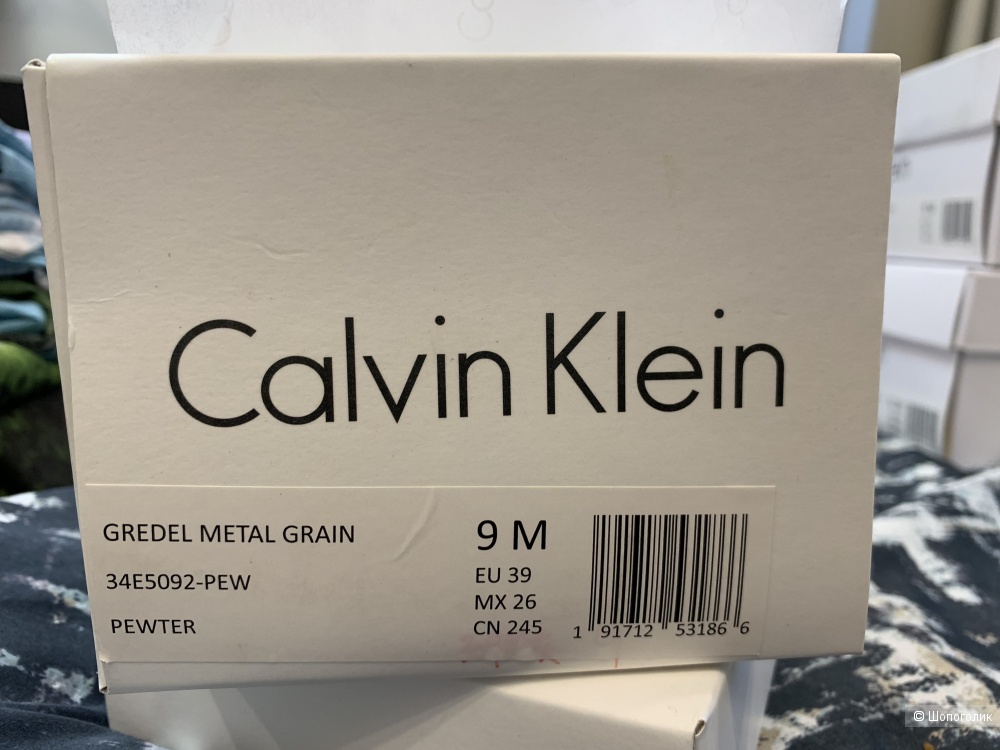 Calvin Klein
GREDEL METAL GRAIN
34E5092-PEW
PEWTER
9 M
EU 39
MX 26
CN 245
1 91712 53186 6
© Шопоголик